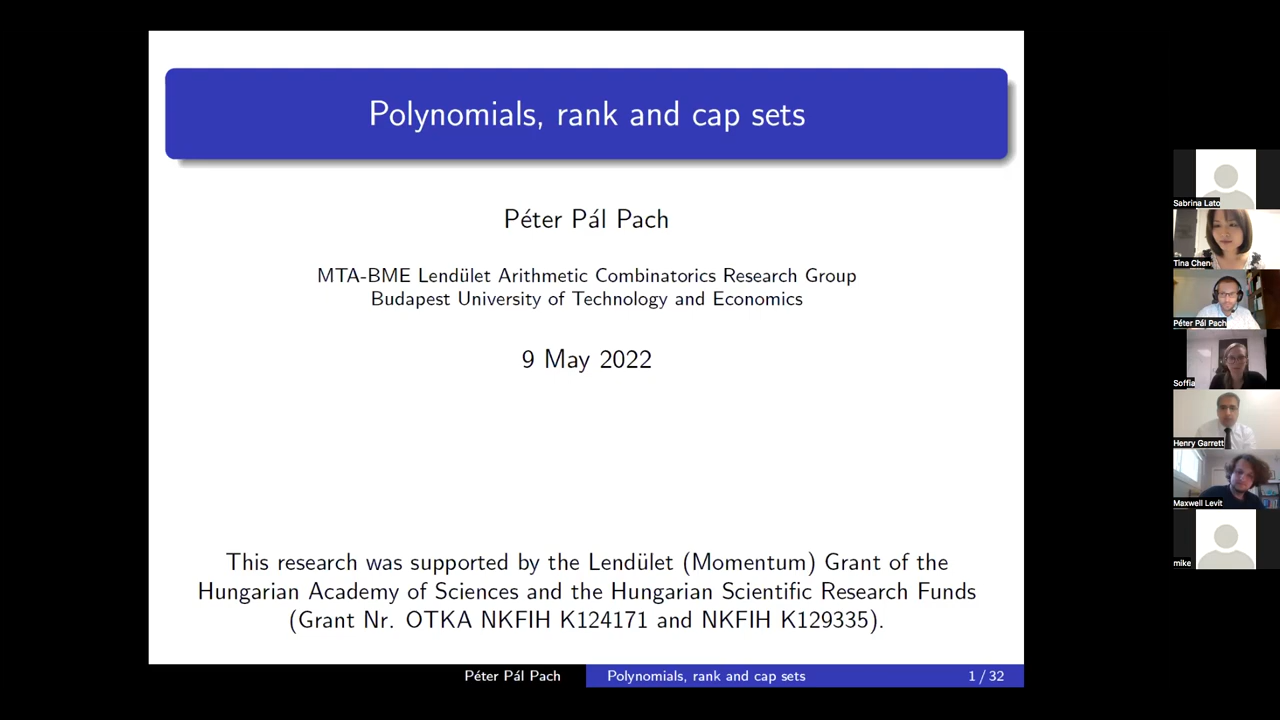 Polynomials, rank and cap sets
Péter Pál Pach
MTA-BME Lendület Arithmetic Combinatorics Research Group
Budapest University of Technology and Economics
9 May 2022
This research was supported by the Lendület (Momentum) Grant of the
Hungarian Academy of Sciences and the Hungarian Scientific Research Funds
(Grant Nr. OTKA NKFIH K124171 and NKFIH K129335).
Péter Pál Pach
Polynomials, rank and cap sets
1 / 32
Sabrina Lato
Tina Chen
Péter Pál Pach
Soffía
Henry Garrett
Maxwell Levit
mike